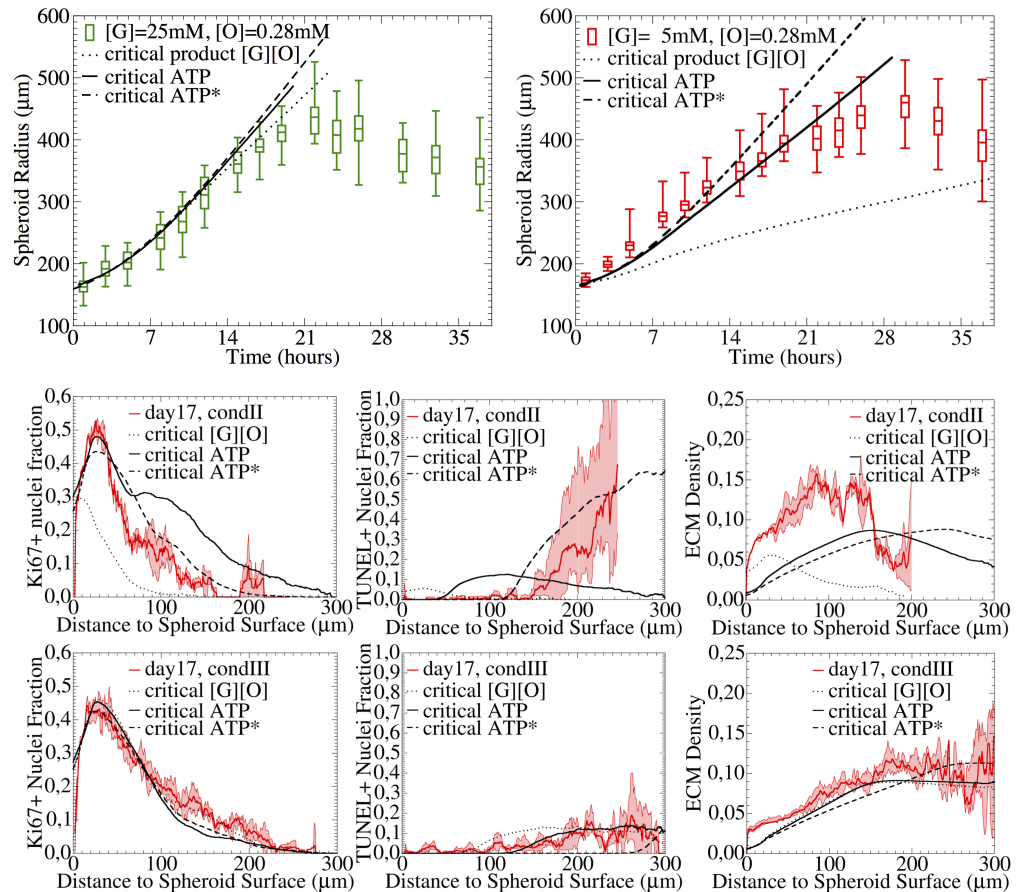 Spheroid Radius (μm)
600
500
400
300
200
100
[G]=25mM, [O]=0.28mM
critical product [G][O]
critical ATP
critical ATP*
0 7 14 21 28 35
Time (hours)
Spheroid Radius (μm)
600
500
400
300
200
100
[G]= 5mM, [O]=0.28mM
critical product [G][O]
critical ATP
critical ATP*
0 7 14 21 28 35
Time (hours)
Ki67+ nuclei fraction
0,6
0,5
0,4
0,3
0,2
0,1
0
day17, condII
critical [G][O]
critical ATP
critical ATP*
0 50 100 150 200 250 300
Distance to Spheroid Surface (μm)
TUNEL+ Nuclei Fraction
1,0
0,9
0,8
0,7
0,6
0,5
0,4
0,3
0,2
0,1
0
day17, condII
critical [G][O]
critical ATP
critical ATP*
0 100 200 300
Distance to Spheroid Surface (μm)
ECM Density
0,25
0,20
0,15
0,10
0,05
0
day17, condII
critical [G][O]
critical ATP
critical ATP*
0 100 200 300
Distance to Spheroid Surface (μm)
Ki67+ Nuclei Fraction
0,6
0,5
0,4
0,3
0,2
0,1
0
day17, condIII
critical [G][O]
critical ATP
critical ATP*
0 50 100 150 200 250 300
Distance to Spheroid Surface (μm)
TUNEL+ Nuclei Fraction
1,0
0,9
0,8
0,7
0,6
0,5
0,4
0,3
0,2
0,1
0
day17, condIII
critical [G][O]
critical ATP
critical ATP*
0 100 200 300
Distance to Spheroid Surface (μm)
ECM Density
0,25
0,20
0,15
0,10
0,05
0
day17, condIII
critical [G][O]
critical ATP
critical ATP*
0 100 200 300
Distance to Spheroid Surface (μm)